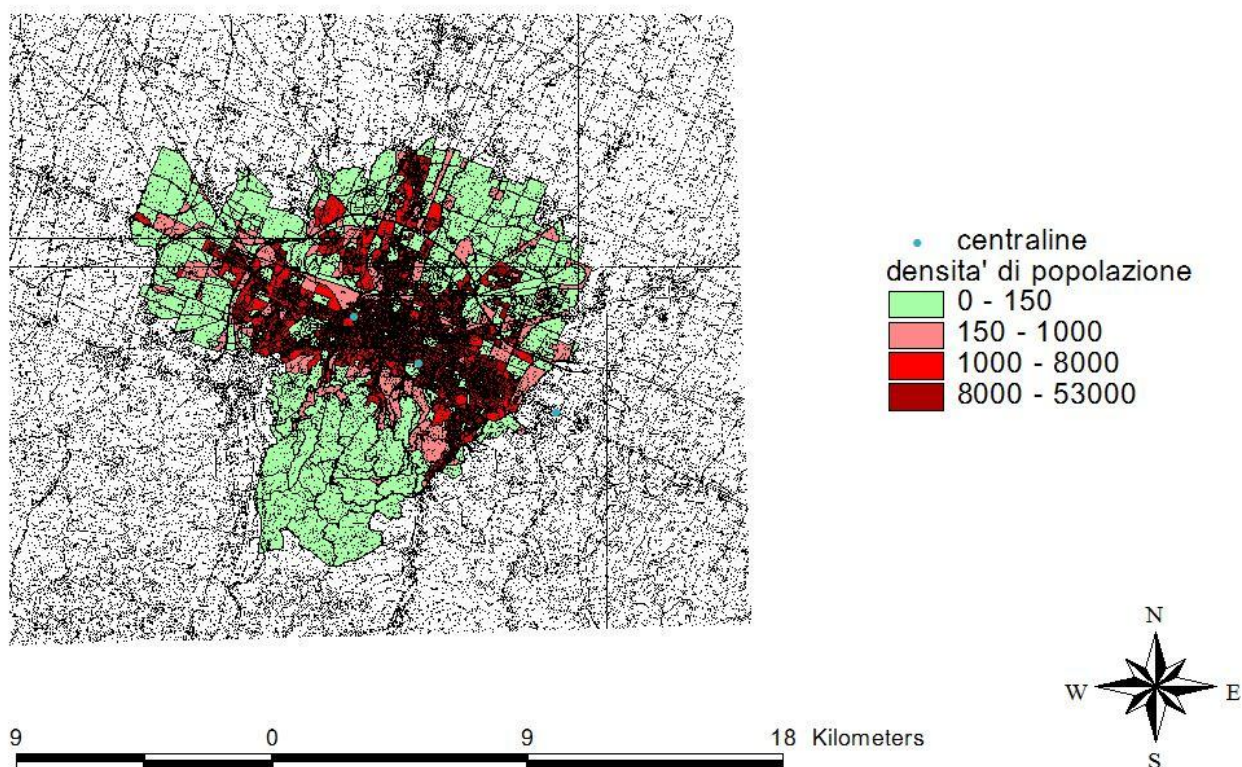 centraline
densita' di popolazione
0 - 150
150 - 1000
1000 - 8000
8000 - 53000
N
W E
S
9 0 9 18 Kilometers